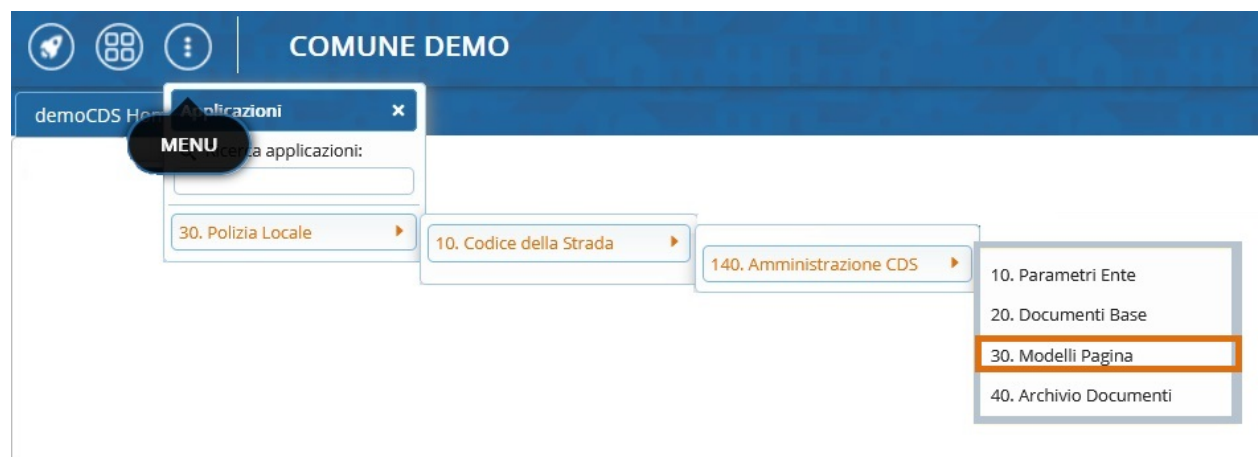 COMUNE DEMO
demoCDS Ho
Applicazioni
MENU
Ricerca applicazioni:
30. Polizia Locale
10. Codice della Strada
140. Amministrazione CDS
10. Parametri Ente
20. Documenti Base
30. Modelli Pagina
40. Archivio Documenti